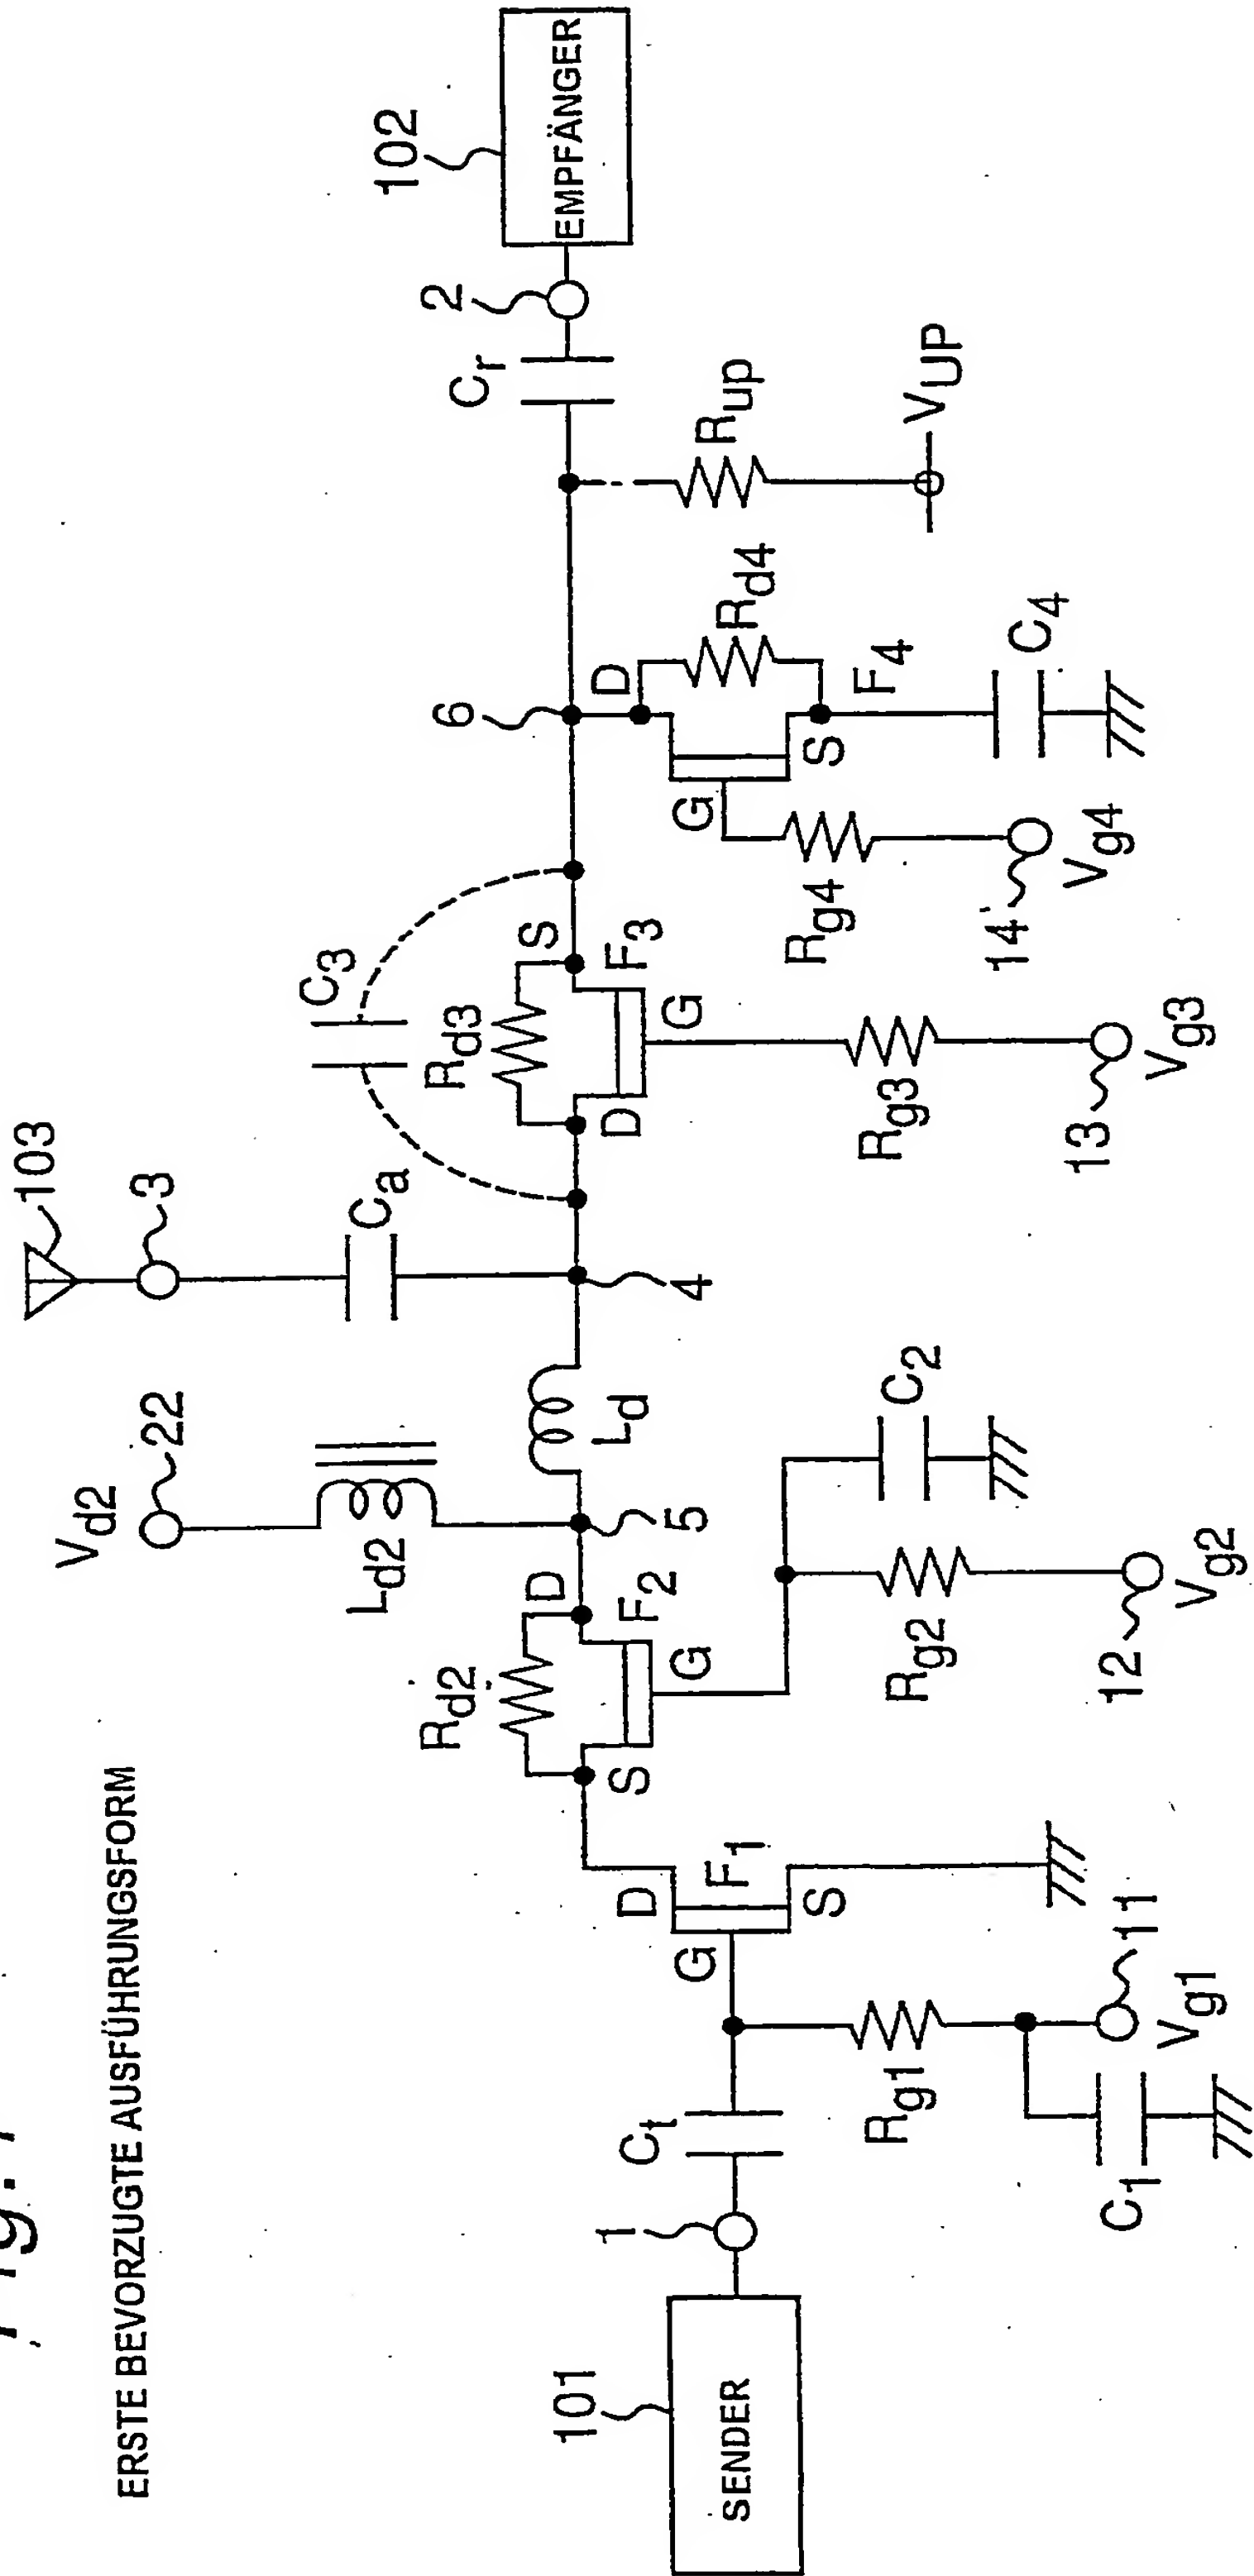 Fig. 1
ERSTE BEVORZUGTE AUSFÜHRUNGSFORM
103
3
Vd2
22
Ld2
Ca
C3
102
EMPFÄNGER
2
Cr
Rd2
D
S
F2
G
5
Ld
4
Rd3
D
S
F3
G
6
D
Rd4
G
S
F4
C4
Rup
VUP
101
SENDER
1
Ct
G
D
F1
S
Rg1
C1
11
Vg1
C2
Rg2
12
Vg2
Rg3
13
Vg3
Rg4
14
Vg4